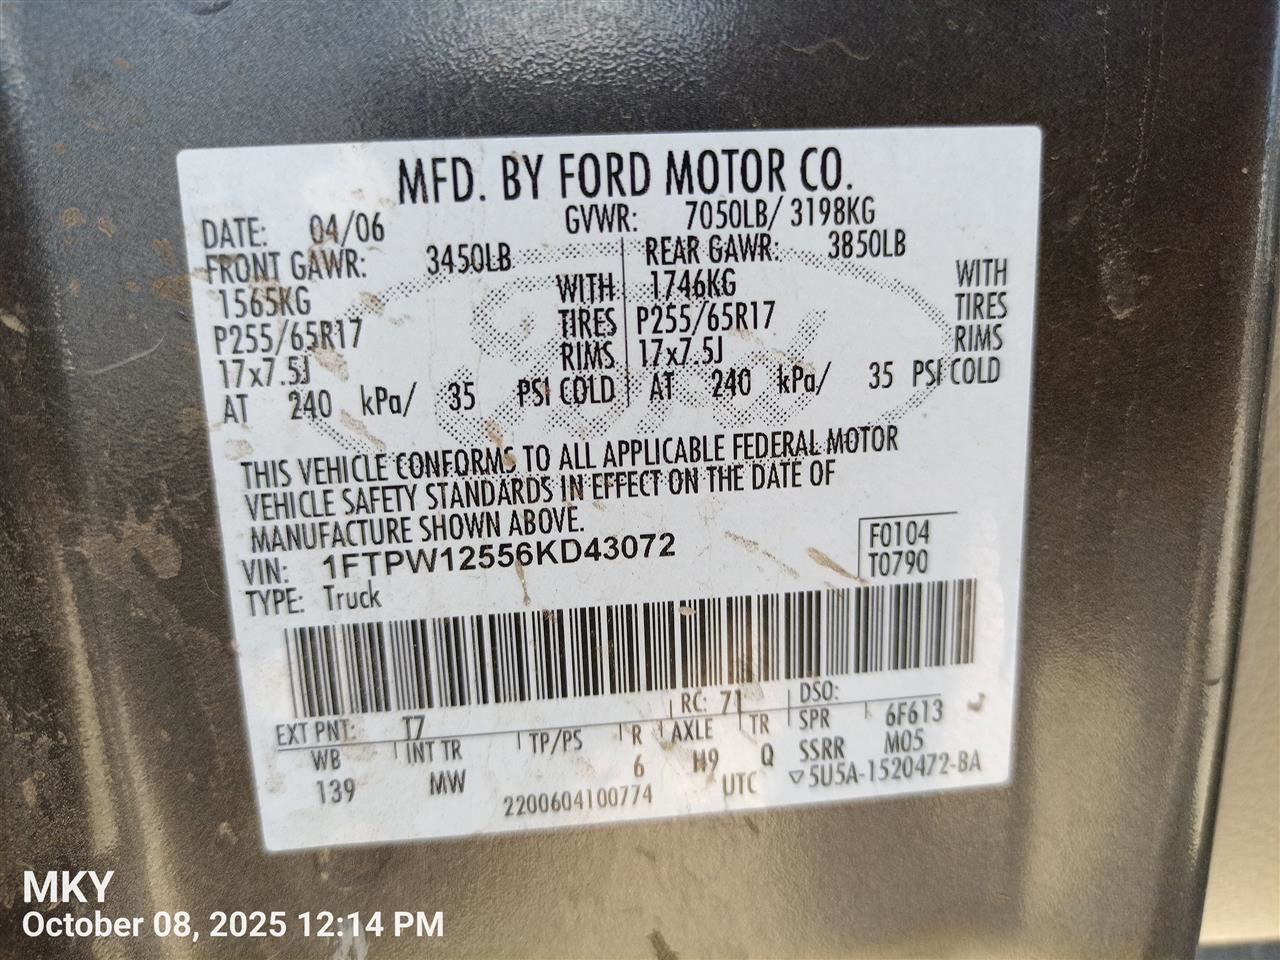 MFD. BY FORD MOTOR CO.
DATE: 04/06 GVWR: 7050LB/ 3198KG
FRONT GAWR: 3450LB REAR GAWR: 3850LB
1565KG WITH 1746KG WITH
P255/65R17 TIRES P255/65R17 TIRES
17x7.5J RIMS 17x7.5J RIMS
AT 240 kPa/ 35 PSI COLD AT 240 kPa/ 35 PSI COLD
THIS VEHICLE CONFORMS TO ALL APPLICABLE FEDERAL MOTOR
VEHICLE SAFETY STANDARDS IN EFFECT ON THE DATE OF
MANUFACTURE SHOWN ABOVE.
VIN: 1FTPW12556KD43072 F0104
TYPE: Truck T0790
EXT PNT: T7 RC: 71 DSO:
WB INT TR TP/PS R AXLE TR SPR 6F613
139 MW 6 H9 Q SSRR M05
2200604100774 UTC ▽5U5A-1520472-BA
MKY
October 08, 2025 12:14 PM